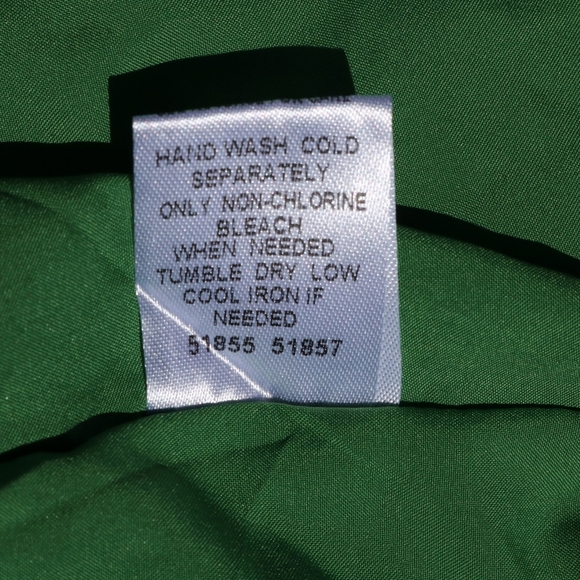 HAND WASH COLD
SEPARATELY
ONLY NON-CHLORINE
BLEACH
WHEN NEEDED
TUMBLE DRY LOW
COOL IRON IF
NEEDED
51855 51857